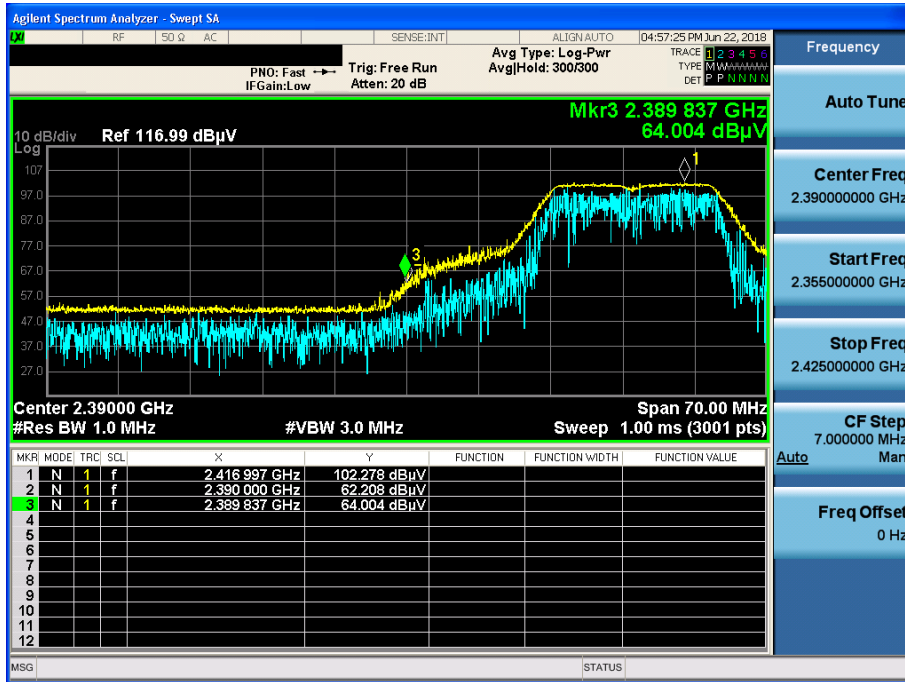 Agilent Spectrum Analyzer - Swept SA
LXI RF 50 Ω AC SENSE:INT ALIGN AUTO 04:57:25 PM Jun 22, 2018
PNO: Fast
IFGain:Low
Trig: Free Run
Atten: 20 dB
Avg Type: Log-Pwr
Avg|Hold: 300/300
TRACE 1 2 3 4 5 6
TYPE M W
DET P P N N N N
Mkr3 2.389 837 GHz
64.004 dBµV
10 dB/div Ref 116.99 dBµV
Log
107
97.0
87.0
77.0
67.0
57.0
47.0
37.0
27.0
1
3
Center 2.39000 GHz Span 70.00 MHz
#Res BW 1.0 MHz #VBW 3.0 MHz Sweep 1.00 ms (3001 pts)
MKR MODE TRC SCL X Y FUNCTION FUNCTION WIDTH FUNCTION VALUE
1 N 1 f 2.416 997 GHz 102.278 dBµV
2 N 1 f 2.390 000 GHz 62.208 dBµV
3 N 1 f 2.389 837 GHz 64.004 dBµV
4
5
6
7
8
9
10
11
12
MSG STATUS
Frequency
Auto Tune
Center Freq
2.390000000 GHz
Start Freq
2.355000000 GHz
Stop Freq
2.425000000 GHz
CF Step
7.000000 MHz
Auto Man
Freq Offset
0 Hz